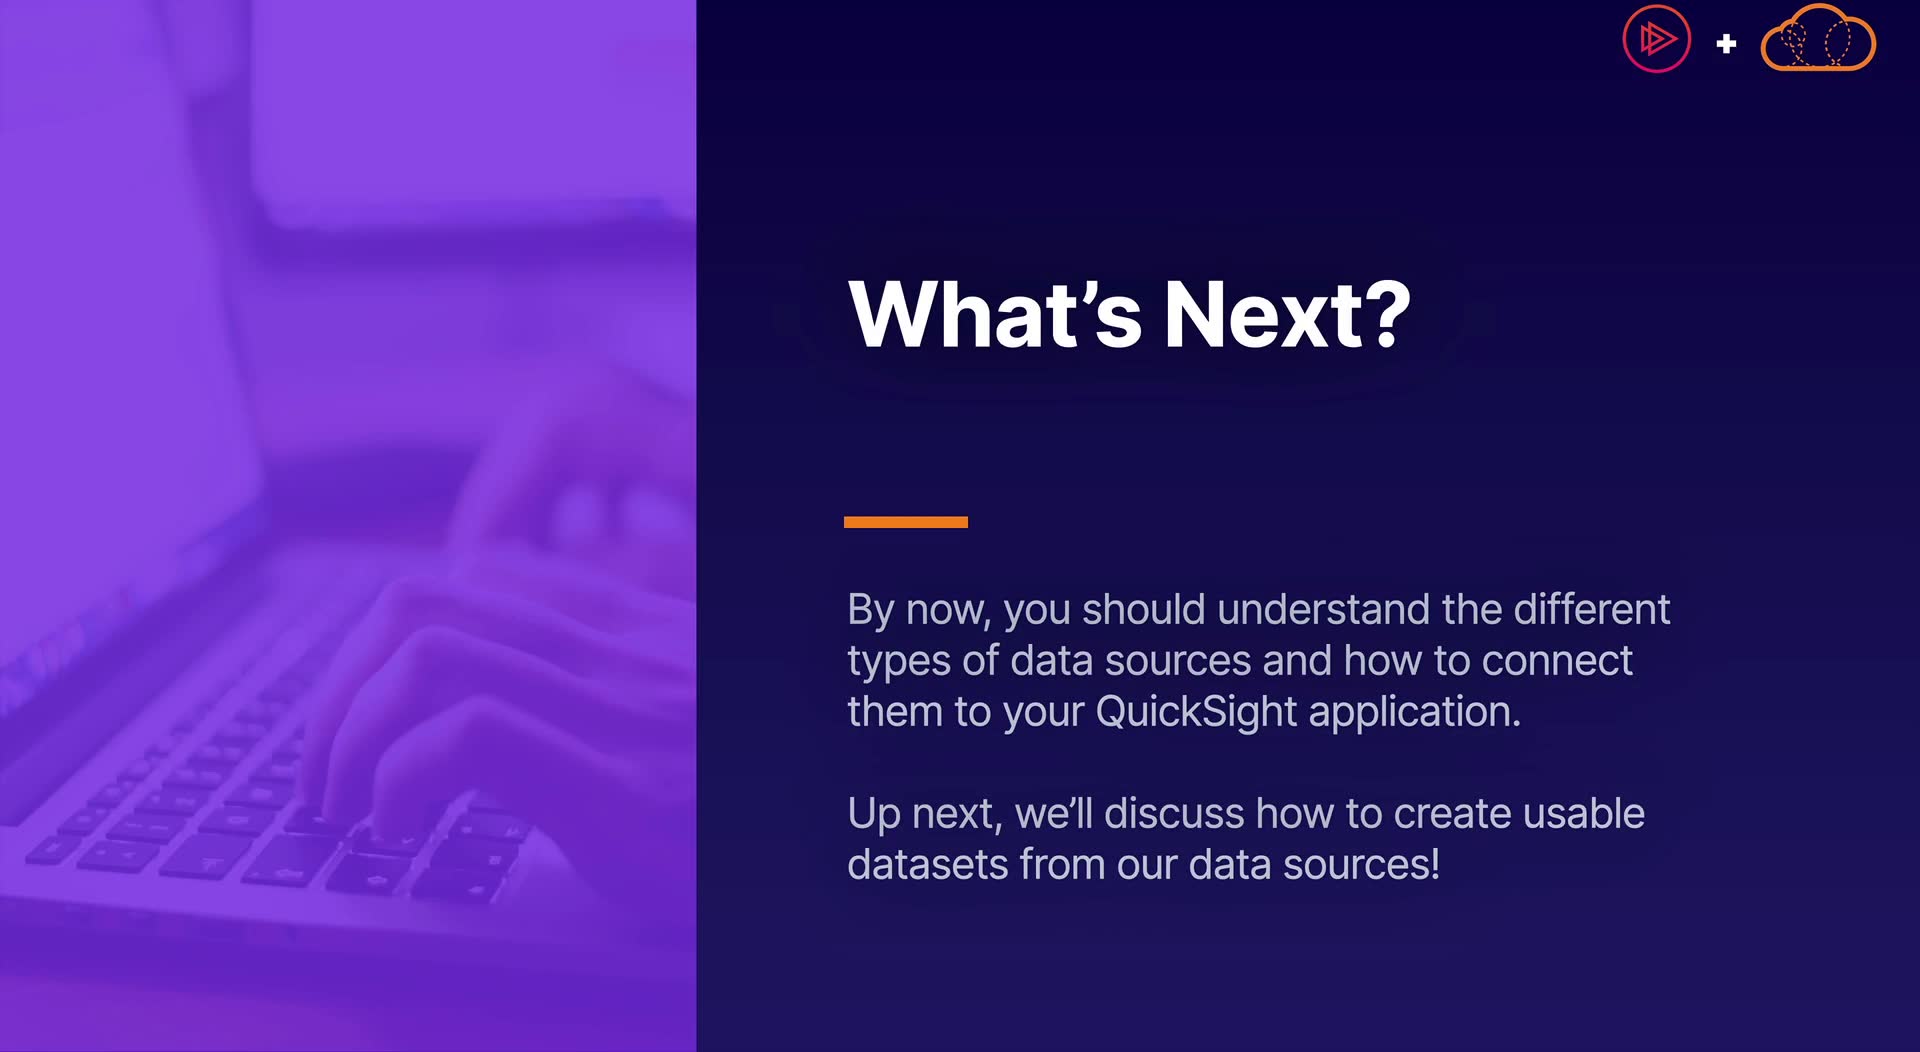 What’s Next?
By now, you should understand the different
types of data sources and how to connect
them to your QuickSight application.
Up next, we’ll discuss how to create usable
datasets from our data sources!